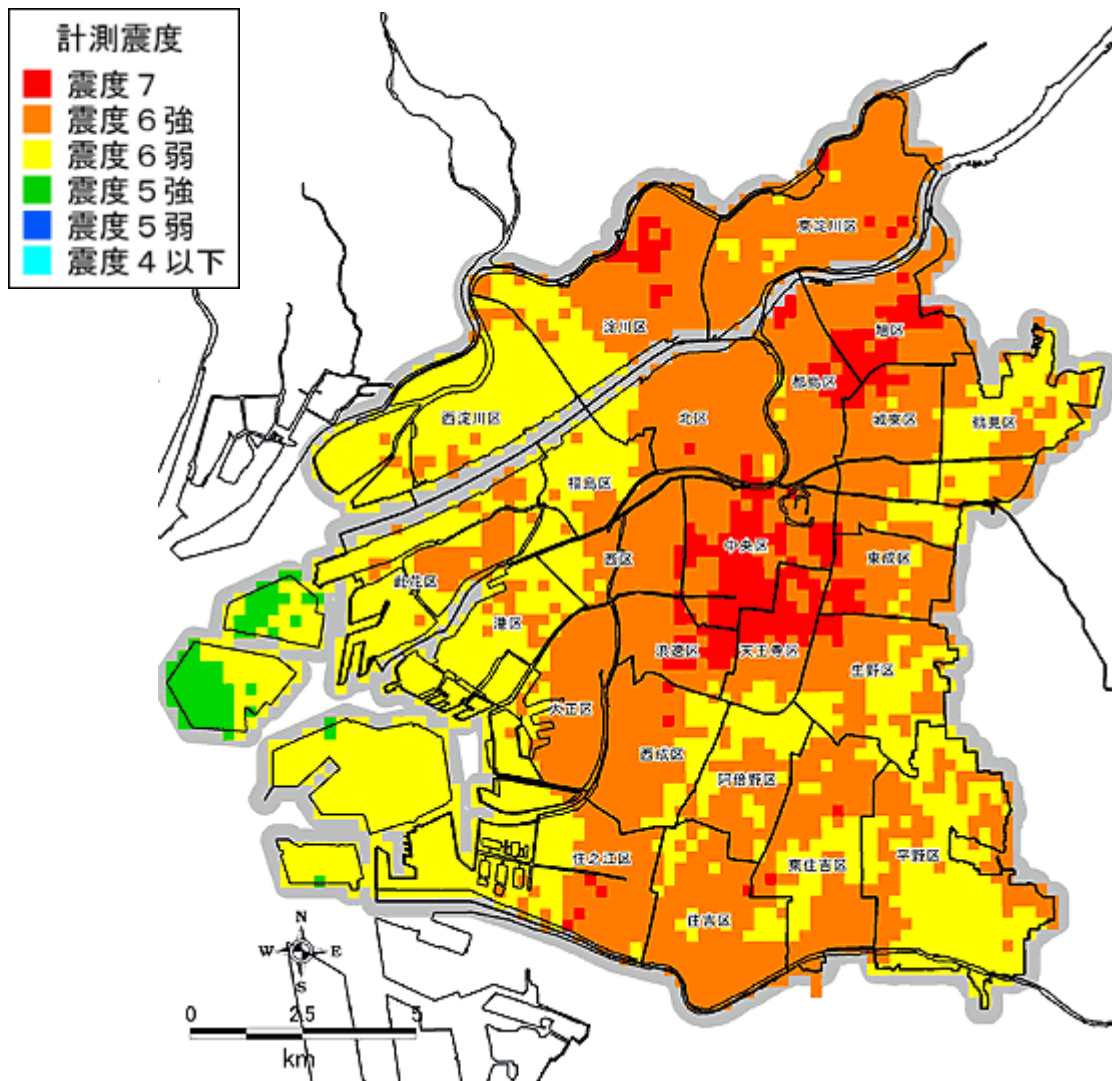 計測震度
震度７
震度６強
震度６弱
震度５強
震度５弱
震度４以下
東淀川区
淀川区
旭区
都島区
西淀川区
北区
城東区
鶴見区
福島区
中央区
西区
東成区
此花区
港区
浪速区
天王寺区
生野区
大正区
西成区
阿倍野区
住之江区
東住吉区
平野区
住吉区
N
W
E
S
0
2.5
5
km